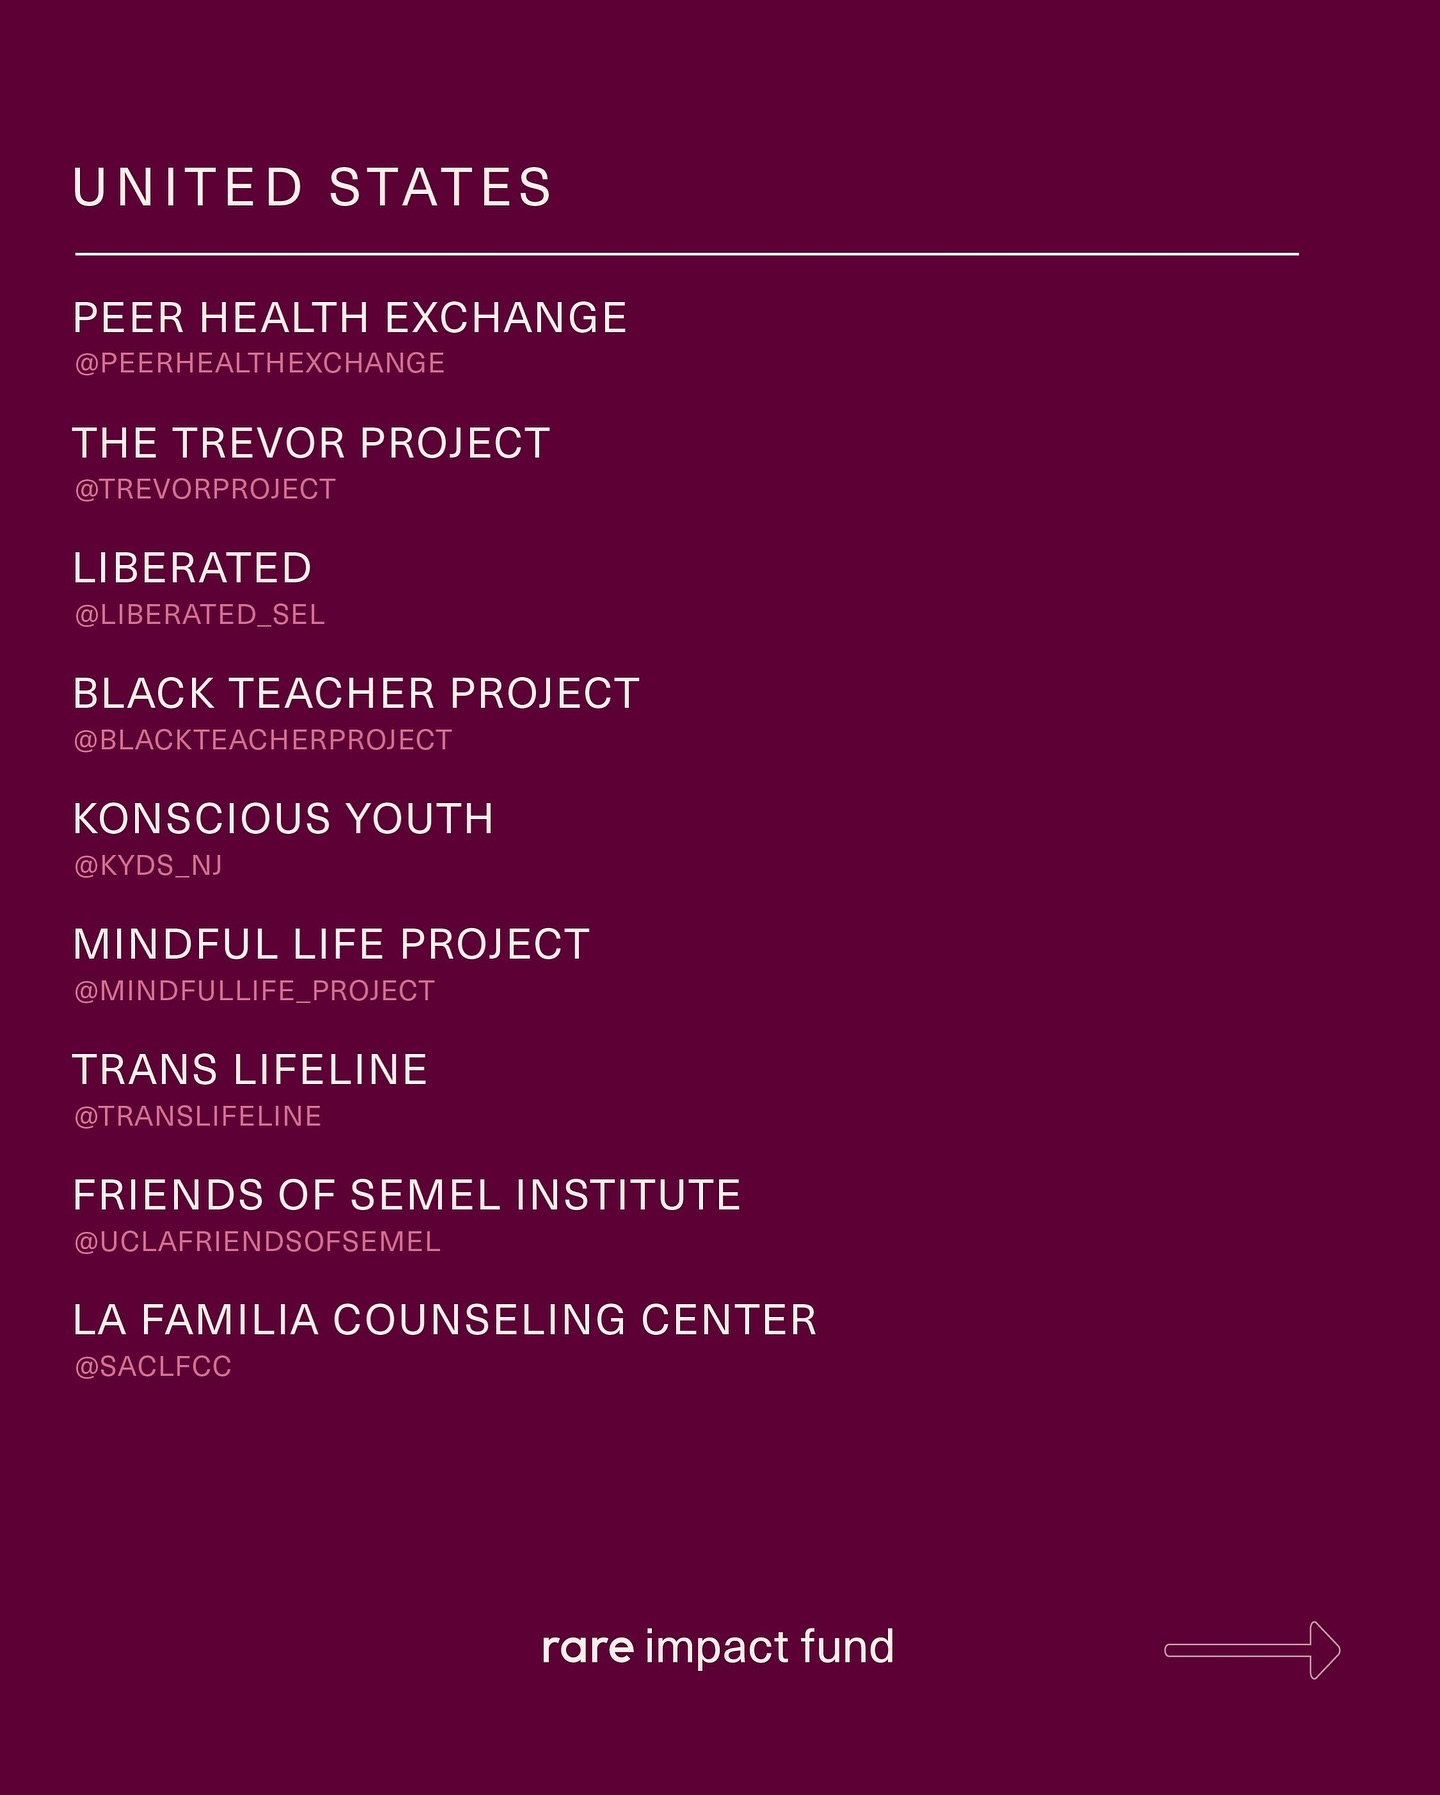 UNITED STATES
PEER HEALTH EXCHANGE
@PEERHEALTHEXCHANGE
THE TREVOR PROJECT
@TREVORPROJECT
LIBERATED
@LIBERATED_SEL
BLACK TEACHER PROJECT
@BLACKTEACHERPROJECT
KONSCIOUS YOUTH
@KYDS_NJ
MINDFUL LIFE PROJECT
@MINDFULLIFE_PROJECT
TRANS LIFELINE
@TRANSLIFELINE
FRIENDS OF SEMEL INSTITUTE
@UCLAFRIENDSOFSEMEL
LA FAMILIA COUNSELING CENTER
@SACLFCC
rare impact fund